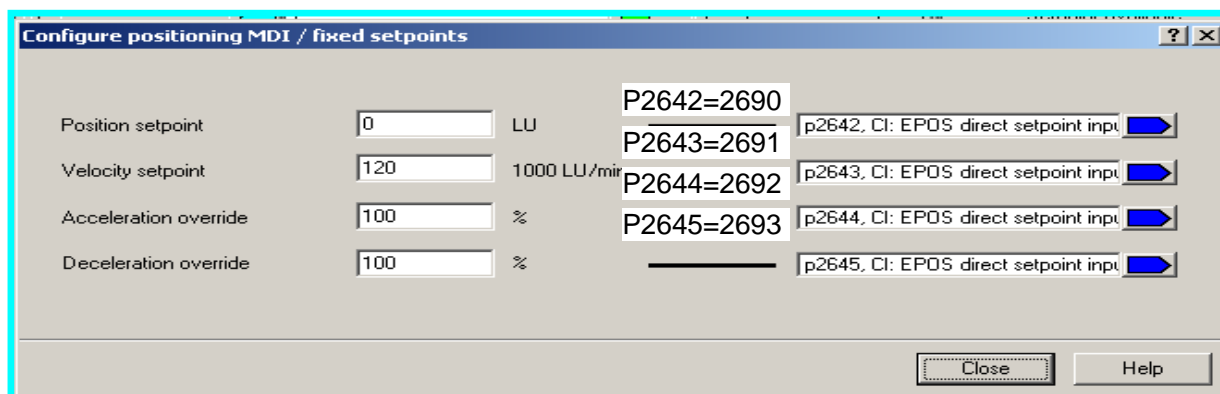 Configure positioning MDI / fixed setpoints
Position setpoint 0 LU P2642=2690 p2642, CI: EPOS direct setpoint inpu
Velocity setpoint 120 1000 LU/min P2643=2691 p2643, CI: EPOS direct setpoint inpu
Acceleration override 100 % P2644=2692 p2644, CI: EPOS direct setpoint inpu
Deceleration override 100 % P2645=2693 p2645, CI: EPOS direct setpoint inpu
Close Help